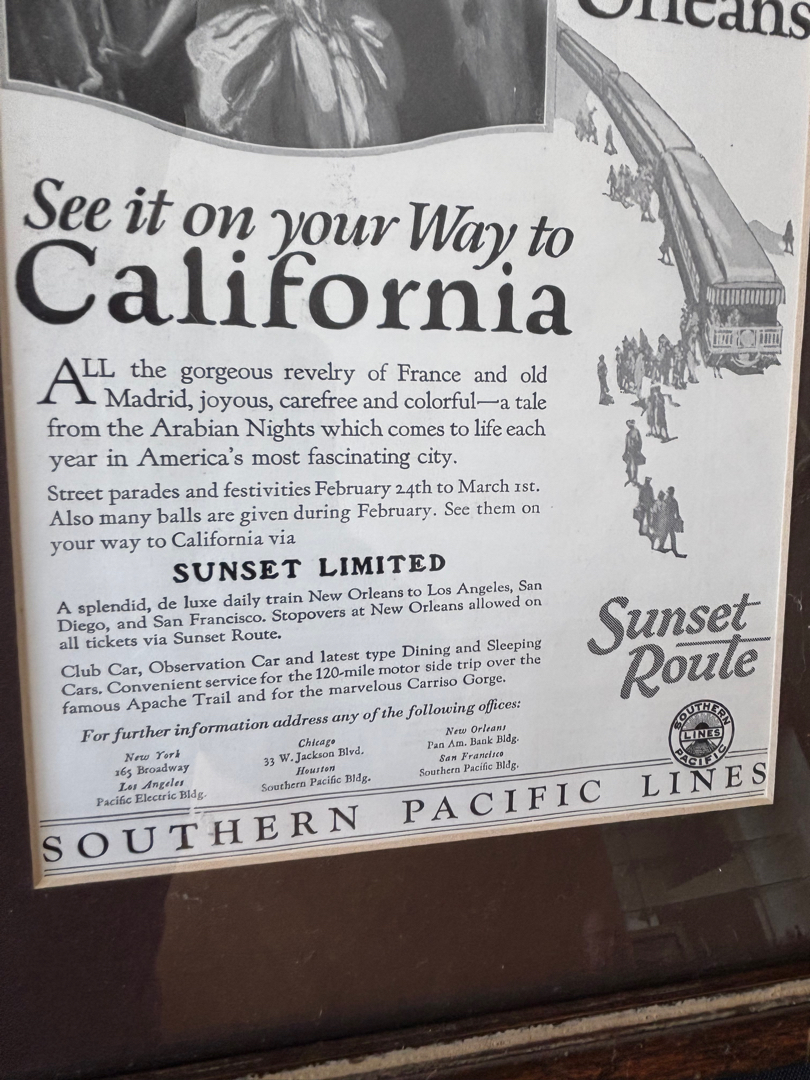 Orleans
See it on your Way to
California
ALL the gorgeous revelry of France and old
Madrid, joyous, carefree and colorful—a tale
from the Arabian Nights which comes to life each
year in America's most fascinating city.
Street parades and festivities February 24th to March 1st.
Also many balls are given during February. See them on
your way to California via
SUNSET LIMITED
A splendid, de luxe daily train New Orleans to Los Angeles, San
Diego, and San Francisco. Stopovers at New Orleans allowed on
all tickets via Sunset Route.
Club Car, Observation Car and latest type Dining and Sleeping
Cars. Convenient service for the 120-mile motor side trip over the
famous Apache Trail and for the marvelous Carriso Gorge.
For further information address any of the following offices:
New York
165 Broadway
Los Angeles
Pacific Electric Bldg.
Chicago
33 W. Jackson Blvd.
Houston
Southern Pacific Bldg.
New Orleans
Pan Am. Bank Bldg.
San Francisco
Southern Pacific Bldg.
Sunset
Route
SOUTHERN
LINES
PACIFIC
SOUTHERN PACIFIC LINES